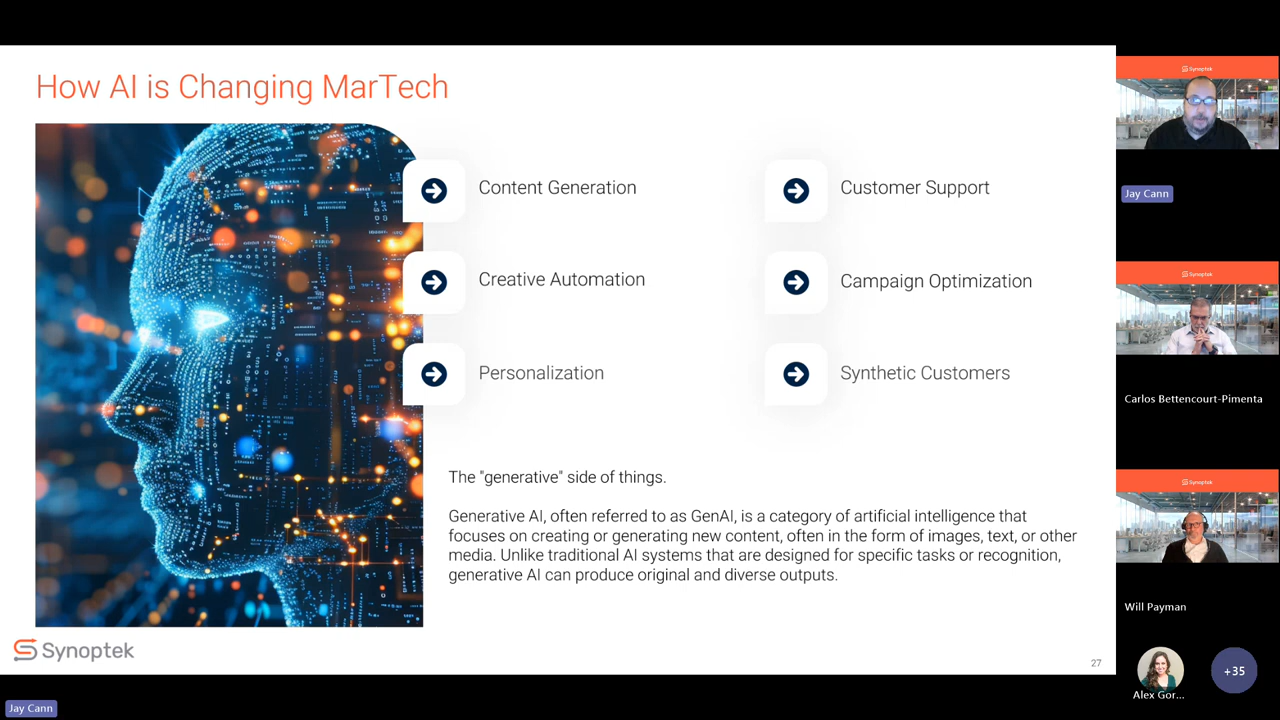 How AI is Changing MarTech
Content Generation
Creative Automation
Personalization
Customer Support
Campaign Optimization
Synthetic Customers
The "generative" side of things.
Generative AI, often referred to as GenAI, is a category of artificial intelligence that
focuses on creating or generating new content, often in the form of images, text, or other
media. Unlike traditional AI systems that are designed for specific tasks or recognition,
generative AI can produce original and diverse outputs.
Synoptek
27
Jay Cann
Synoptek
Jay Cann
Synoptek
Carlos Bettencourt-Pimenta
Synoptek
Will Payman
Alex Gor...
+35